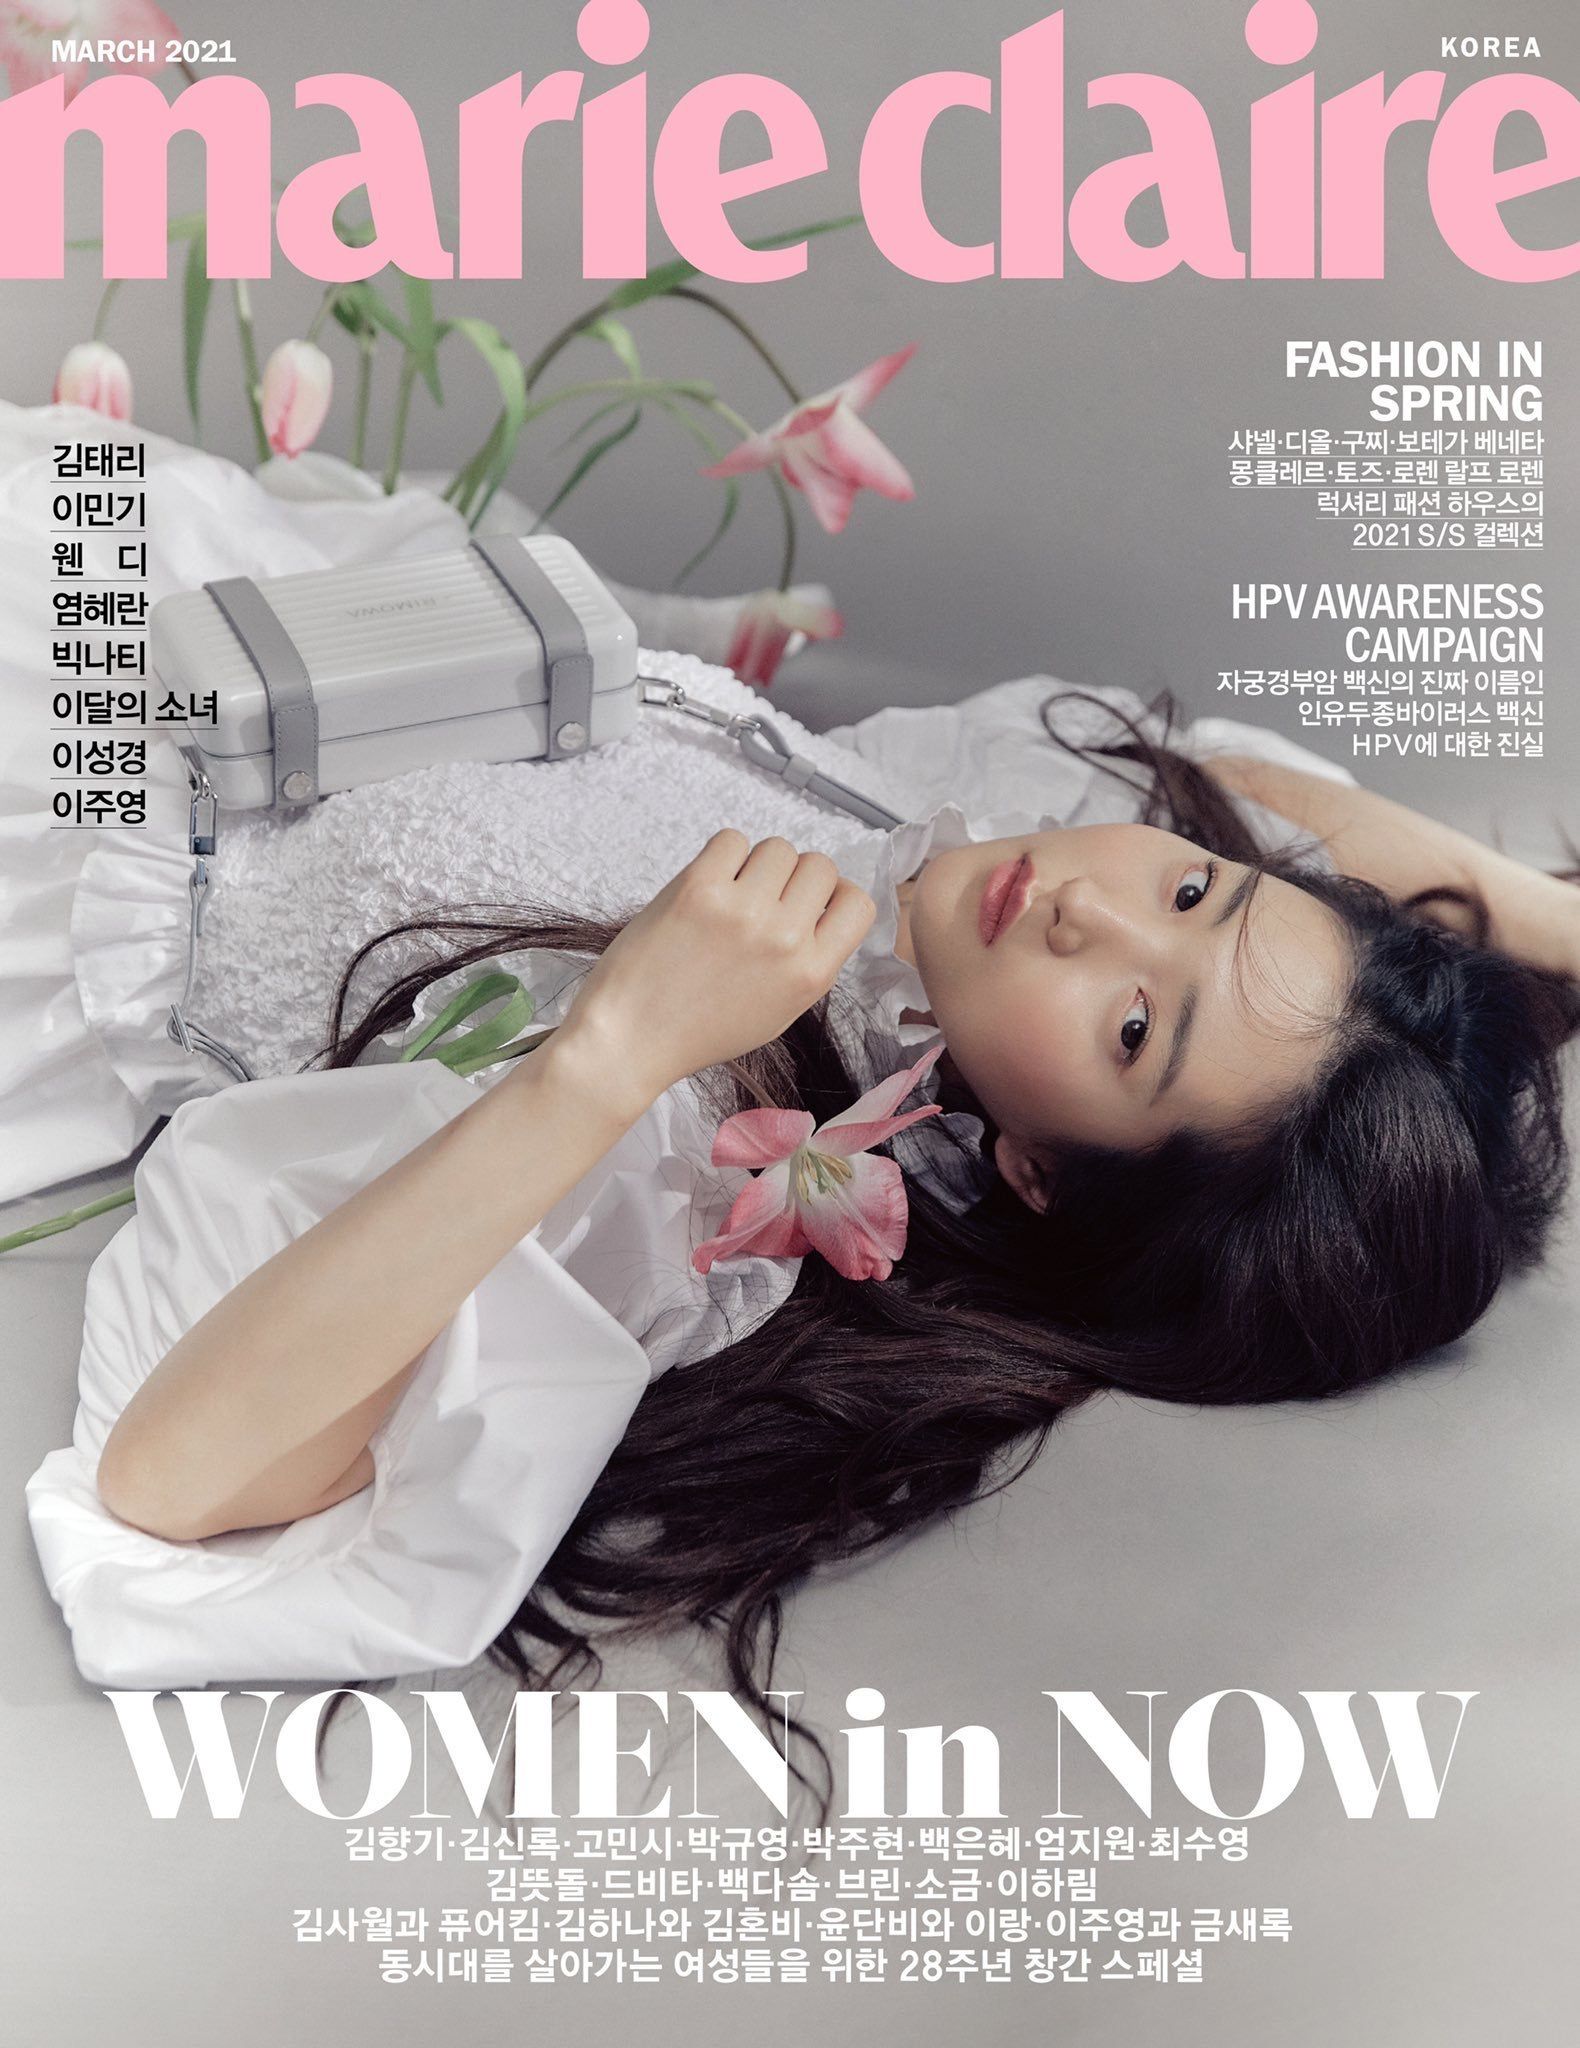 MARCH 2021
KOREA
marie claire
김태리
이민기
웬 디
염혜란
빅나티
이달의 소녀
이성경
이주영
FASHION IN
SPRING
샤넬·디올·구찌·보테가 베네타
몽클레르·토즈·로렌 랄프 로렌
럭셔리 패션 하우스의
2021 S/S 컬렉션
HPV AWARENESS
CAMPAIGN
자궁경부암 백신의 진짜 이름인
인유두종바이러스 백신
HPV에 대한 진실
RIMOWA
WOMEN in NOW
김향기·김신록·고민시·박규영·박주현·백은혜·엄지원·최수영
김뜻돌·드비타·백다솜·브린·소금·이하림
김사월과 퓨어킴·김하나와 김혼비·윤단비와 이랑·이주영과 금새록
동시대를 살아가는 여성들을 위한 28주년 창간 스페셜